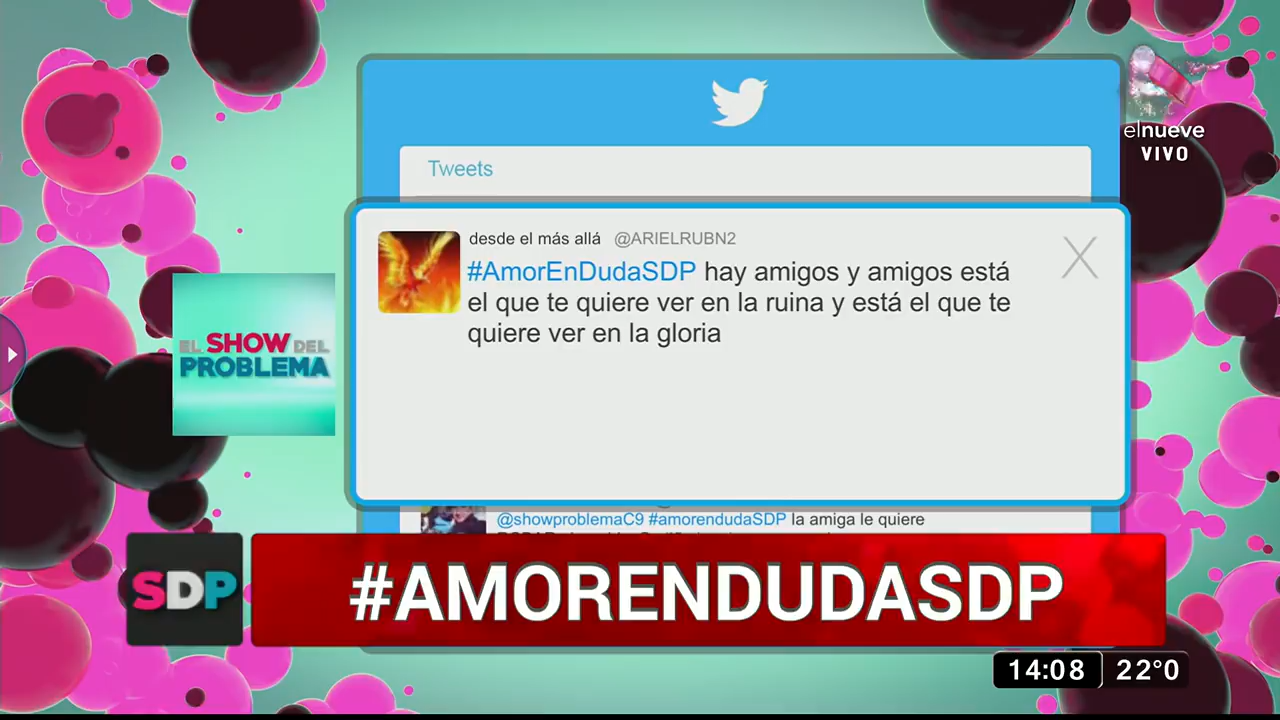 elnueve
VIVO
Tweets
desde el más allá @ARIELRUBN2
#AmorEnDudaSDP hay amigos y amigos está
el que te quiere ver en la ruina y está el que te
quiere ver en la gloria
EL SHOW DEL
PROBLEMA
@showproblemaC9 #amorendudaSDP la amiga le quiere
SDP
#AMORENDUDASDP
14:08 22°0